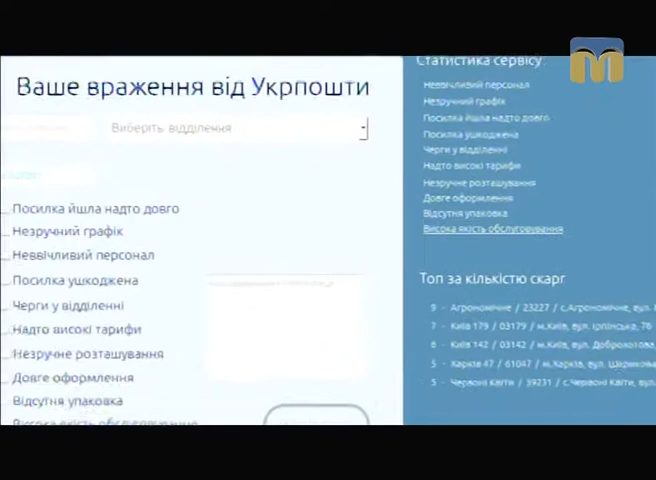 Ваше враження від Укрпошти
Виберіть відділення
Посилка йшла надто довго
Незручний графік
Неввічливий персонал
Посилка ушкоджена
Черги у відділенні
Надто високі тарифи
Незручне розташування
Довге оформлення
Відсутня упаковка
Висока якість обслуговування
Статистика сервісу
Неввічливий персонал
Незручний графік
Посилка йшла надто довго
Посилка ушкоджена
Черги у відділенні
Надто високі тарифи
Незручне розташування
Довге оформлення
Відсутня упаковка
Висока якість обслуговування
Топ за кількістю скарг
9 - Агрономічне / 23227 / с.Агрономічне, вул.
7 - Київ 179 / 03179 / м.Київ, вул. Ірпінська, 76
6 - Київ 142 / 03142 / м.Київ, вул.
5 - Харків 47 / 61047 / м.Харків, вул.
5 - Червоні Квіти / 39231 / с.Червоні Квіти, вул.